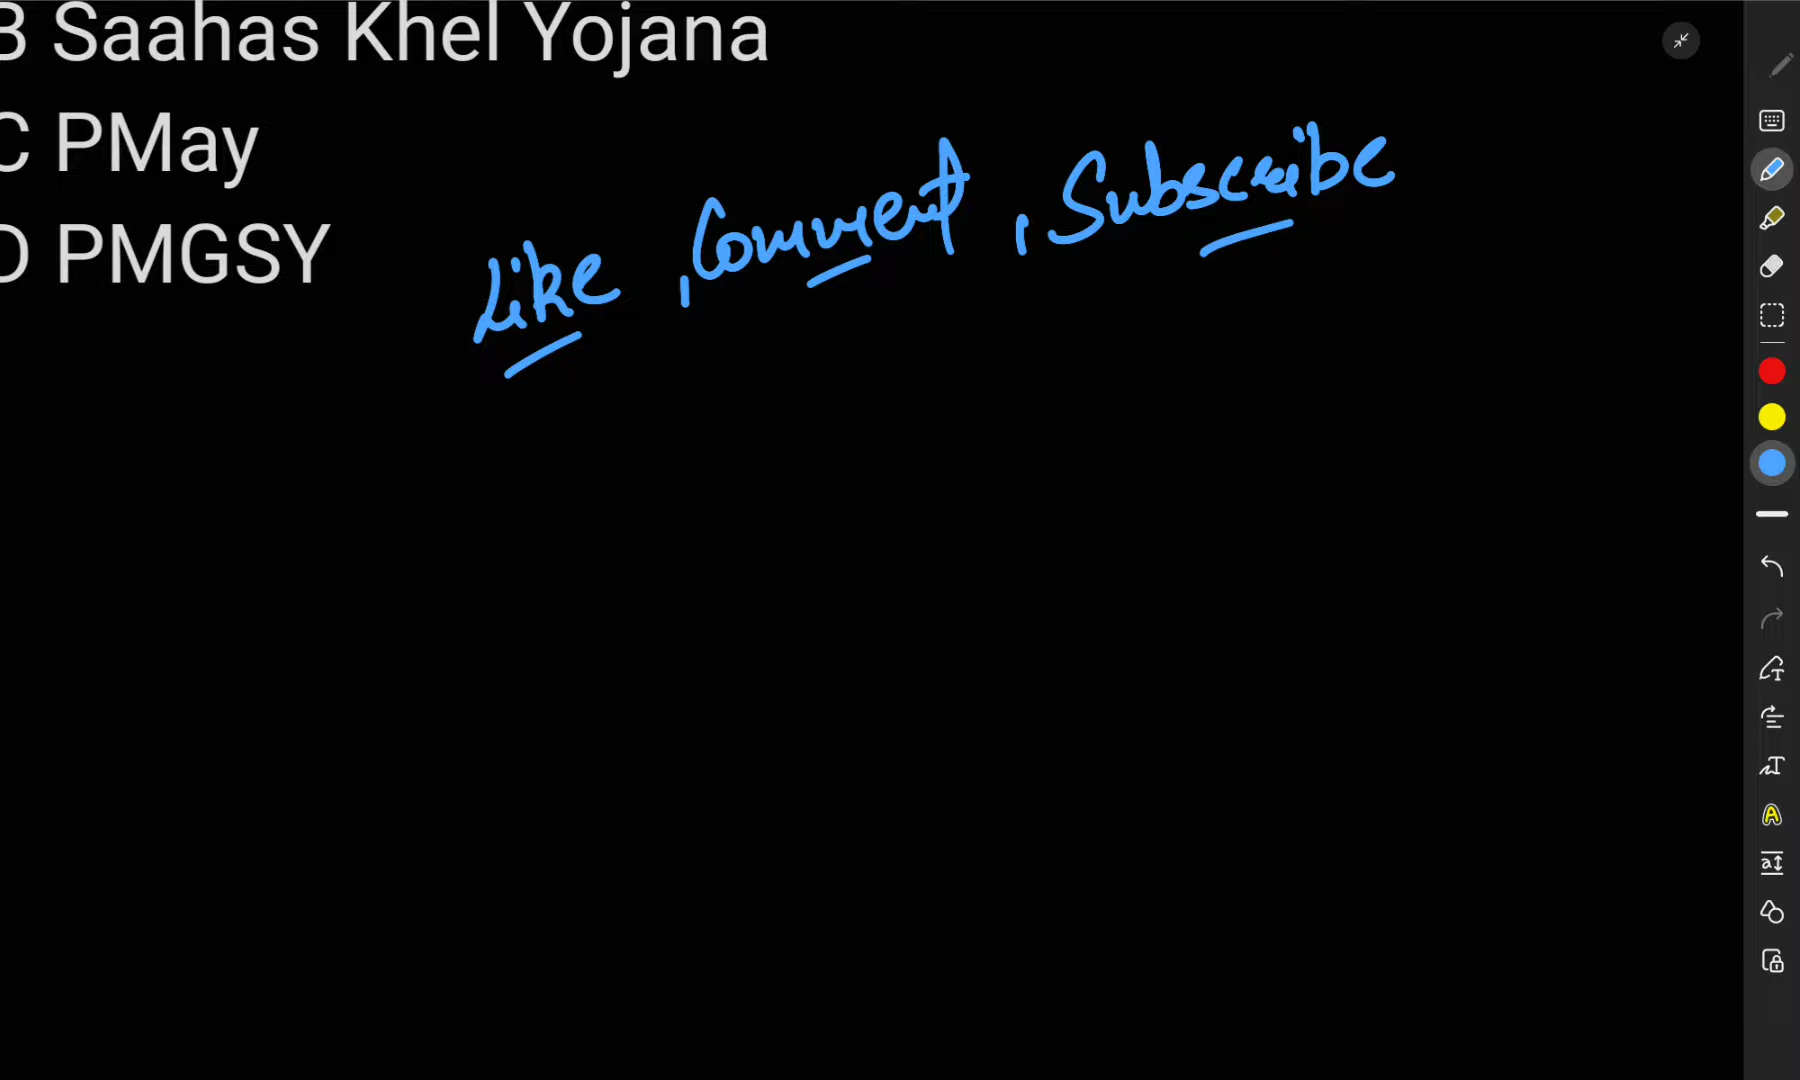 B Saahas Khel Yojana
C PMay
D PMGSY
Like , Comment , Subscribe